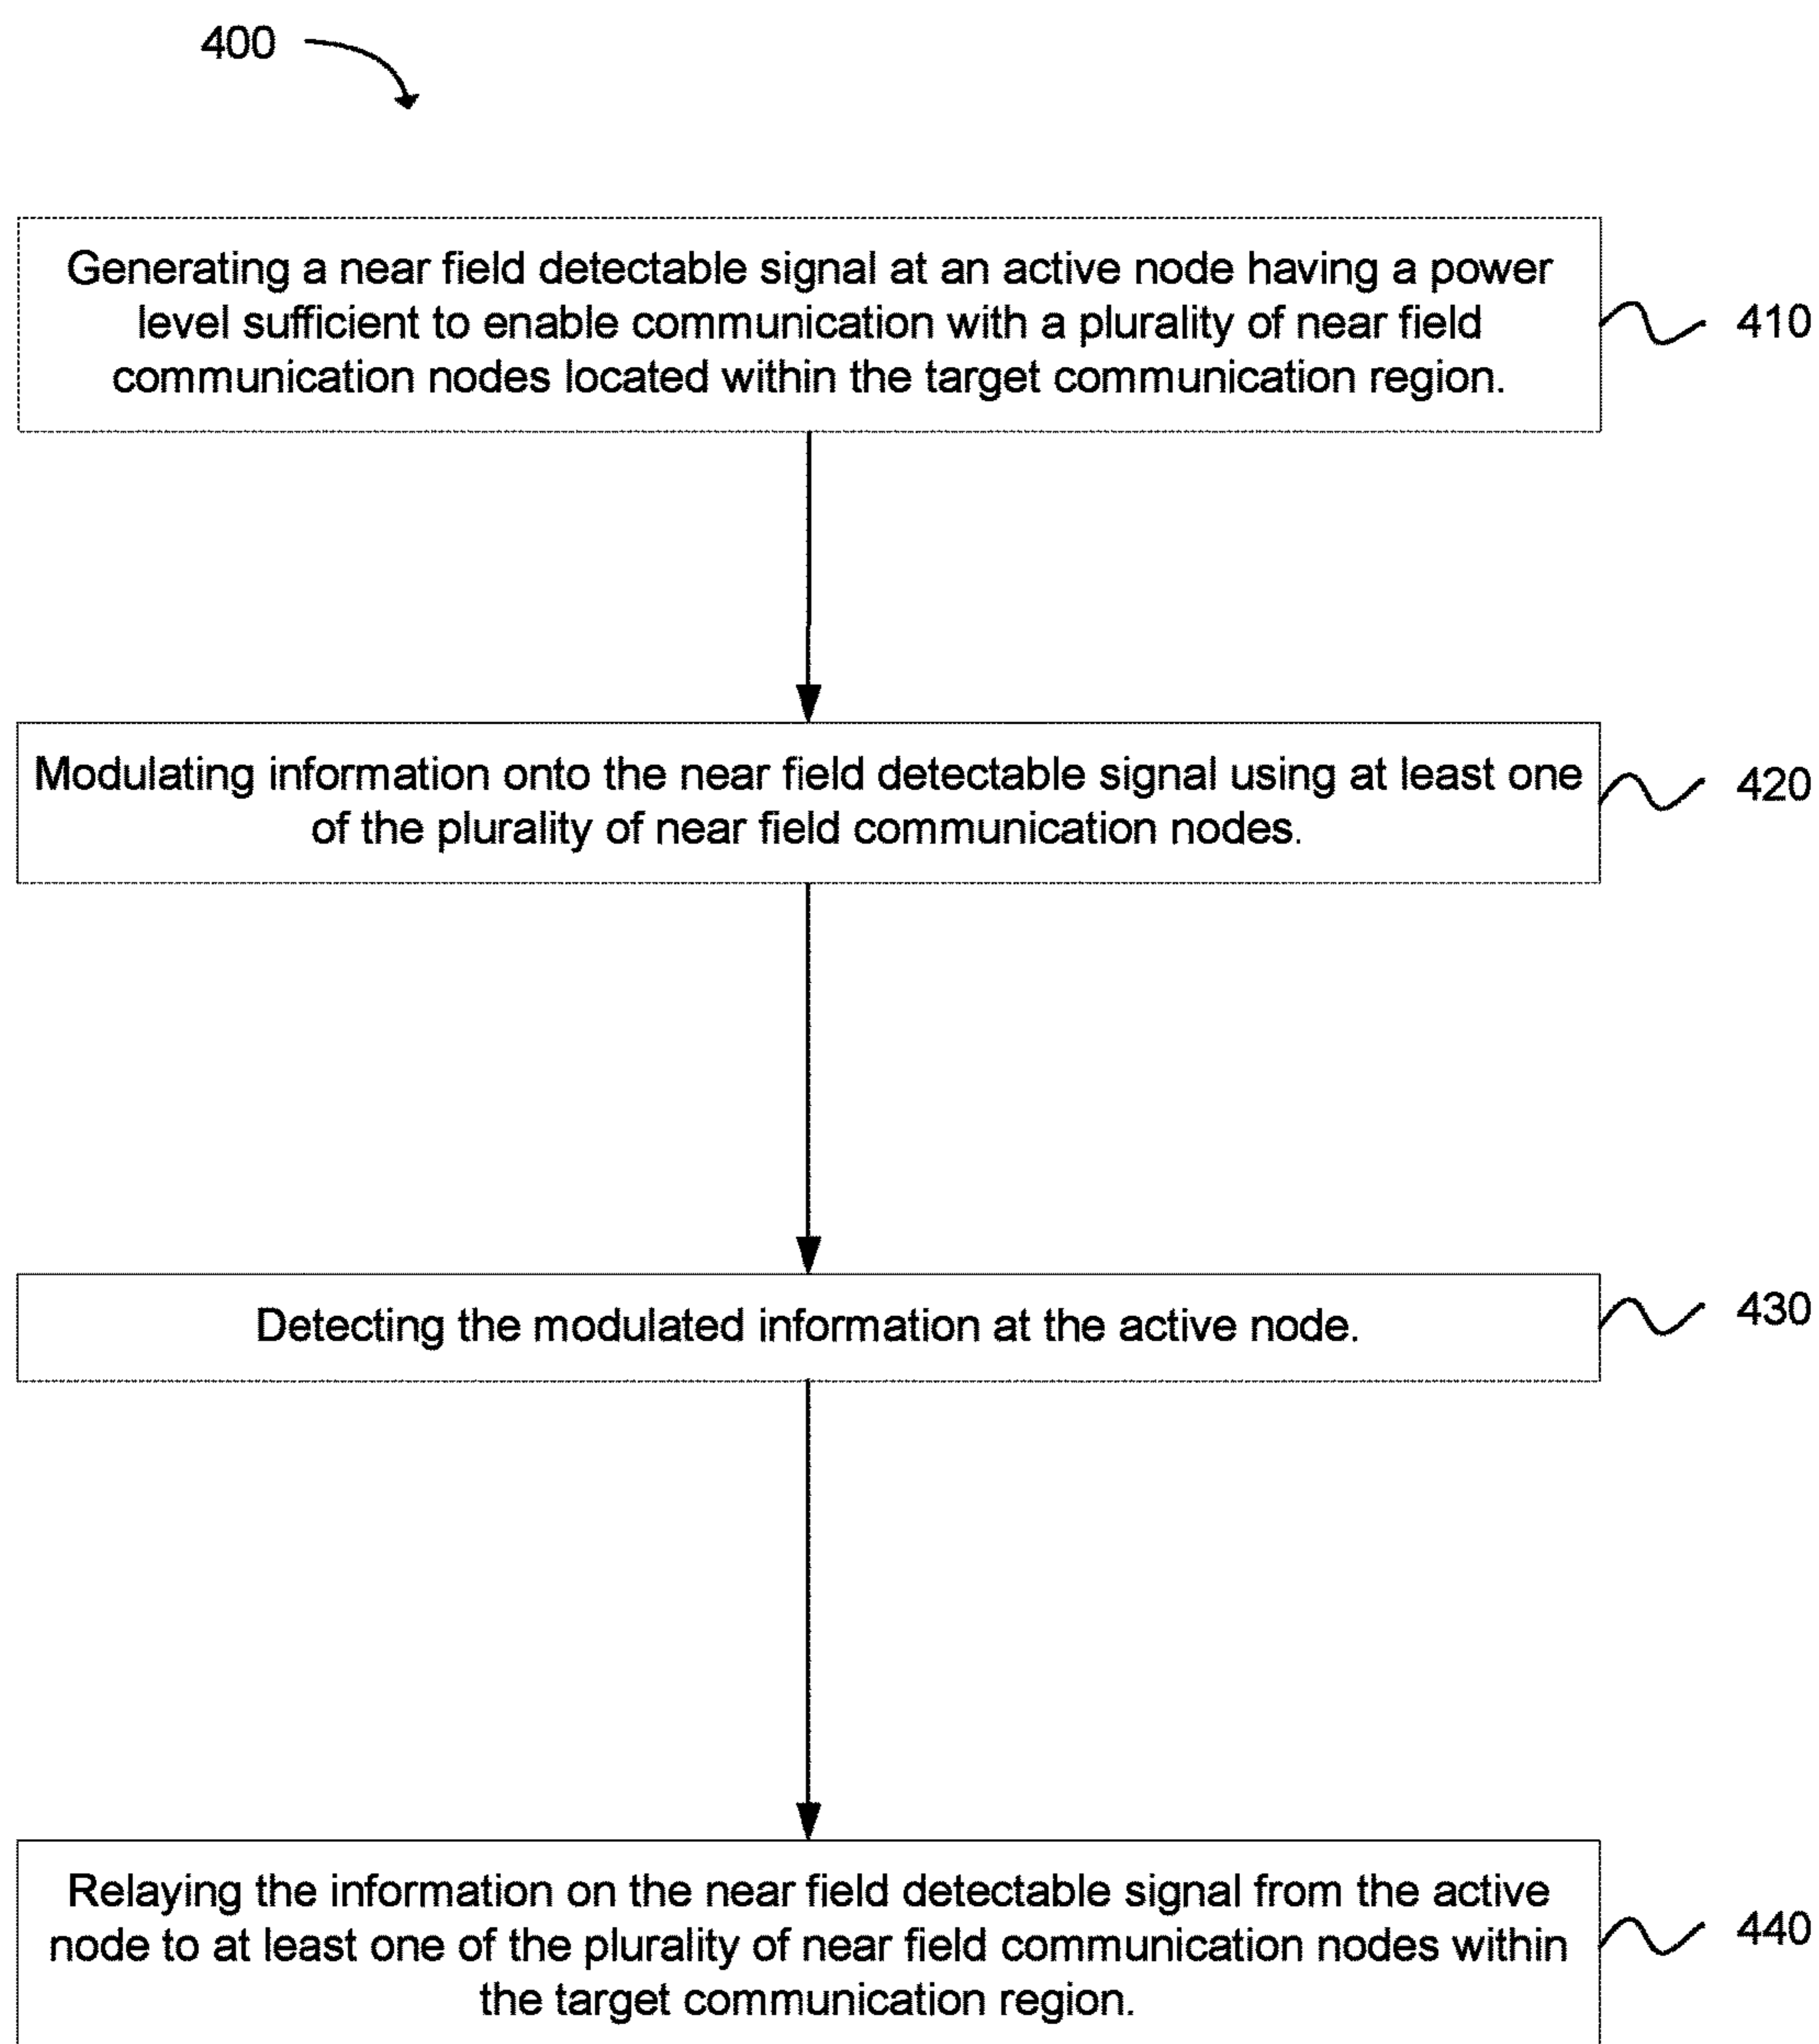 400
Generating a near field detectable signal at an active node having a power
level sufficient to enable communication with a plurality of near field
communication nodes located within the target communication region.
410
Modulating information onto the near field detectable signal using at least one
of the plurality of near field communication nodes.
420
Detecting the modulated information at the active node.
430
Relaying the information on the near field detectable signal from the active
node to at least one of the plurality of near field communication nodes within
the target communication region.
440